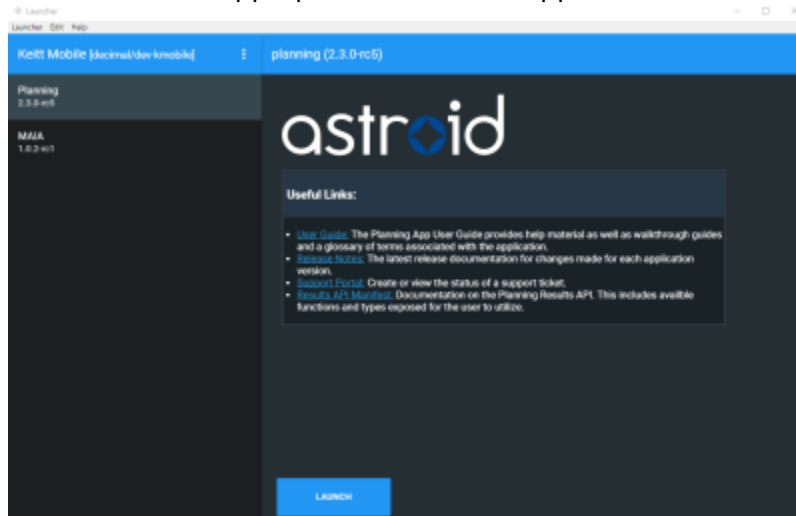 Launcher
Launcher Edit Help
Keitt Mobile [decimal/dev-kmobile]
planning (2.3.0-rc5)
Planning
2.3.0-rc5
MAIA
1.0.2-rc1
astroid
Useful Links:
• User Guide: The Planning App User Guide provides help material as well as walkthrough guides
and a glossary of terms associated with the application.
• Release Notes: The latest release documentation for changes made for each application
version.
• Support Portal: Create or view the status of a support ticket.
• Results API Manifest: Documentation on the Planning Results API. This includes availble
functions and types exposed for the user to utilize.
LAUNCH